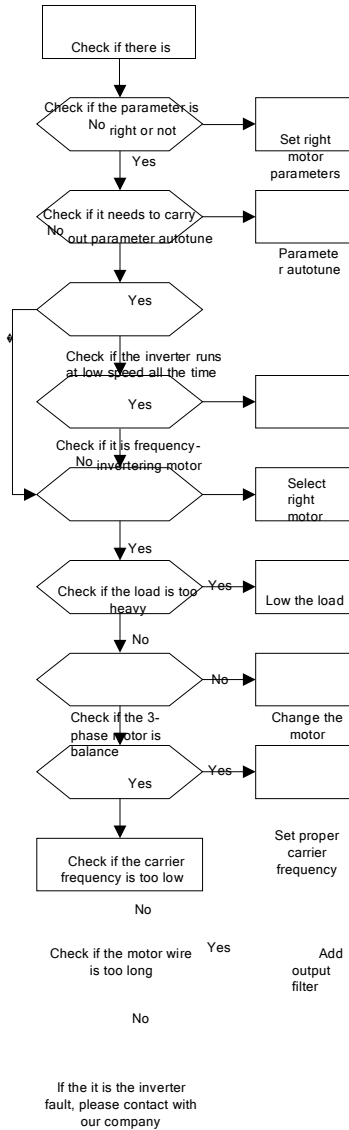 Check if there is
Check if the parameter is
No right or not
Set right
motor
parameters
Yes
Check if it needs to carry
No out parameter autotune
Paramete
r autotune
Yes
Check if the inverter runs
at low speed all the time
Yes
Check if it is frequency-
No invertering motor
Select
right
motor
Yes
Check if the load is too
heavy
Yes
Low the load
No
No
Check if the 3-
phase motor is
balance
Change the
motor
Yes
Yes
Check if the carrier
frequency is too low
Set proper
carrier
frequency
No
Check if the motor wire
is too long
Yes
Add
output
filter
No
If the it is the inverter
fault, please contact with
our company